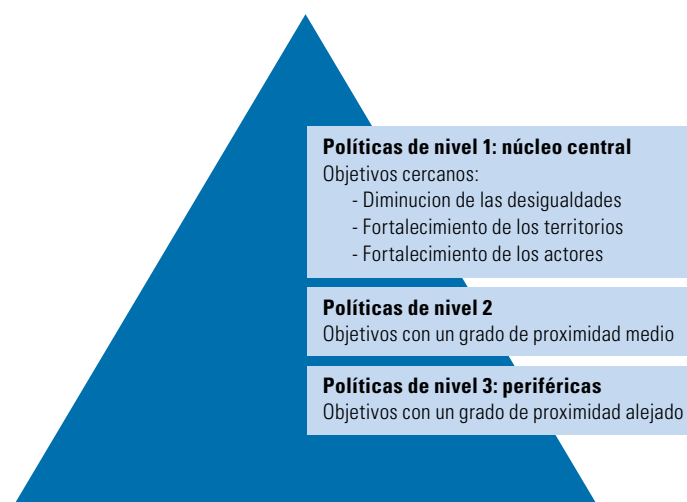 Políticas de nivel 1: núcleo central
Objetivos cercanos:
- Diminucion de las desigualdades
- Fortalecimiento de los territorios
- Fortalecimiento de los actores
Políticas de nivel 2
Objetivos con un grado de proximidad medio
Políticas de nivel 3: periféricas
Objetivos con un grado de proximidad alejado